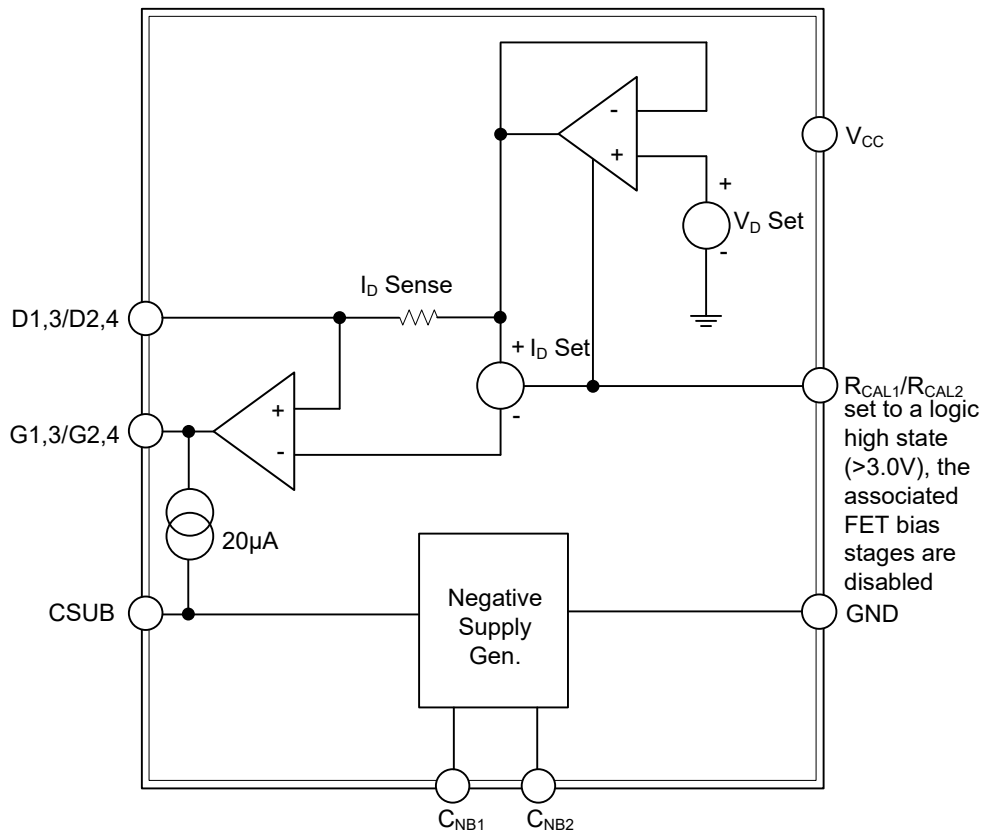 -
+
V_CC
+
V_D Set
-
I_D Sense
D1,3/D2,4
+ I_D Set
-
R_CAL1/R_CAL2
set to a logic
high state
(>3.0V), the
associated
FET bias
stages are
disabled
+
-
G1,3/G2,4
20µA
CSUB
Negative
Supply
Gen.
GND
C_NB1
C_NB2